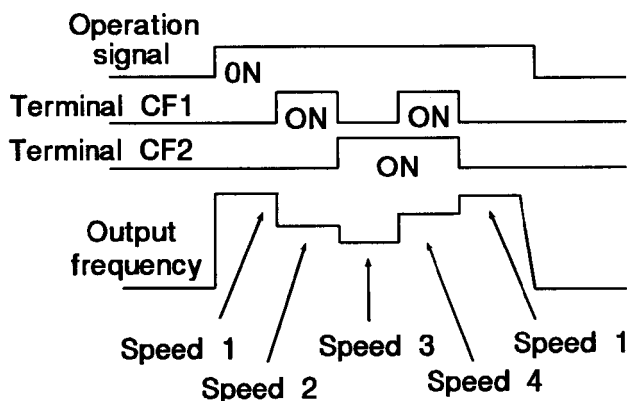 Operation
signal
ON
Terminal CF1
ON
ON
Terminal CF2
ON
Output
frequency
Speed 1
Speed 2
Speed 3
Speed 4
Speed 1